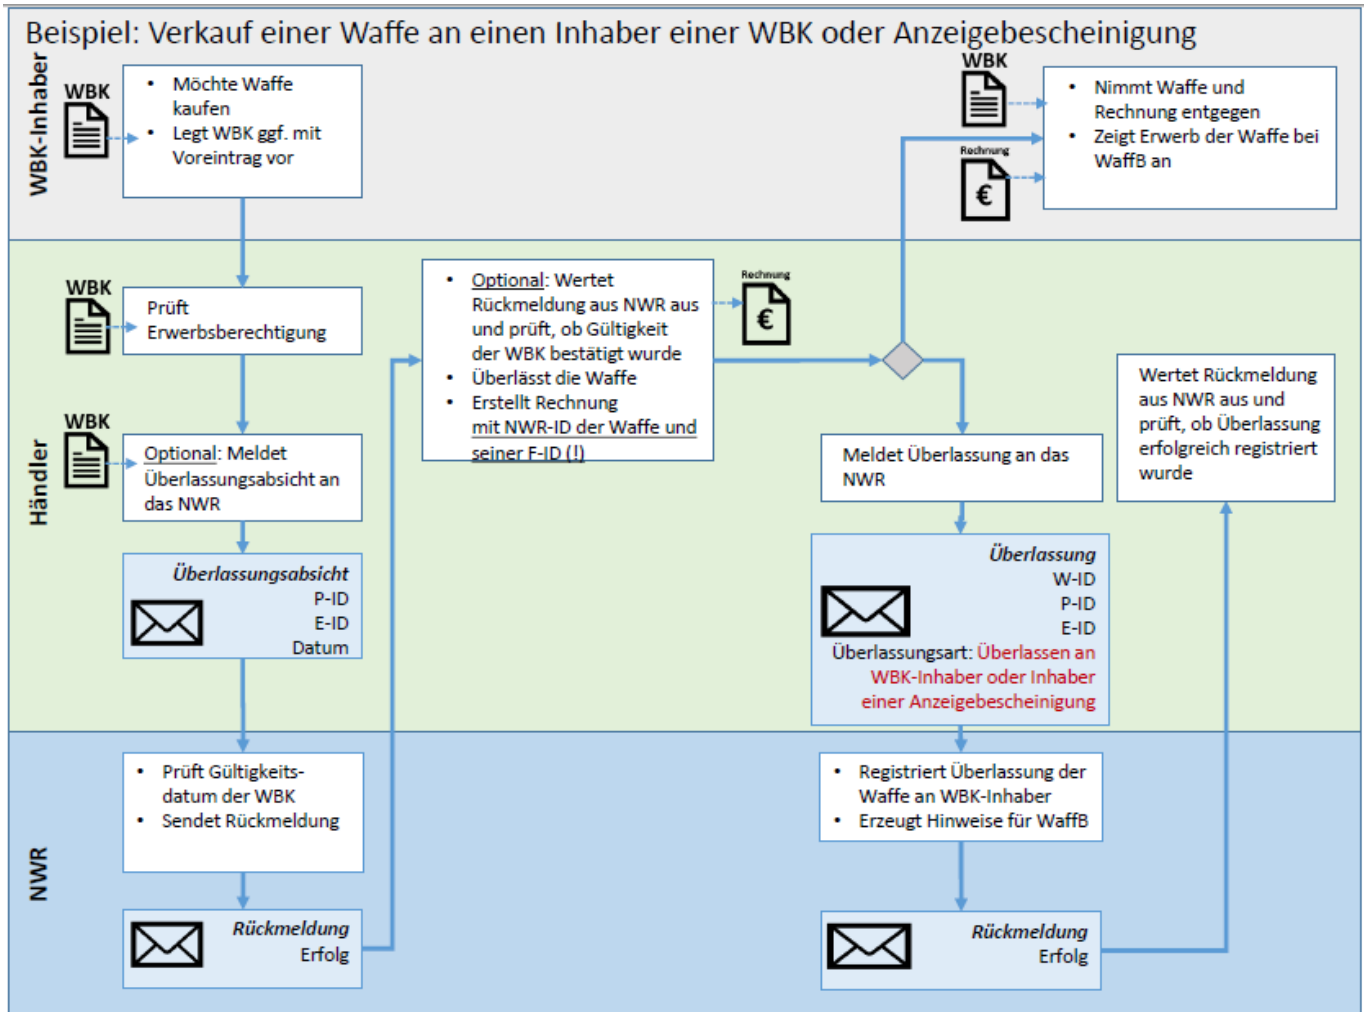 Beispiel: Verkauf einer Waffe an einen Inhaber einer WBK oder Anzeigebescheinigung
WBK-Inhaber
WBK
• Möchte Waffe
kaufen
• Legt WBK ggf. mit
Voreintrag vor
WBK
Rechnung
€
• Nimmt Waffe und
Rechnung entgegen
• Zeigt Erwerb der Waffe bei
WaffB an
Händler
WBK
Prüft
Erwerbsberechtigung
WBK
Optional: Meldet
Überlassungsabsicht an
das NWR
Überlassungsabsicht
P-ID
E-ID
Datum
• Optional: Wertet
Rückmeldung aus NWR aus
und prüft, ob Gültigkeit
der WBK bestätigt wurde
• Überlässt die Waffe
• Erstellt Rechnung
mit NWR-ID der Waffe und
seiner F-ID (!)
Rechnung
€
Meldet Überlassung an das
NWR
Überlassung
W-ID
P-ID
E-ID
Überlassungsart: Überlassen an
WBK-Inhaber oder Inhaber
einer Anzeigebescheinigung
Wertet Rückmeldung
aus NWR aus und
prüft, ob Überlassung
erfolgreich registriert
wurde
NWR
• Prüft Gültigkeits-
datum der WBK
• Sendet Rückmeldung
Rückmeldung
Erfolg
• Registriert Überlassung der
Waffe an WBK-Inhaber
• Erzeugt Hinweise für WaffB
Rückmeldung
Erfolg